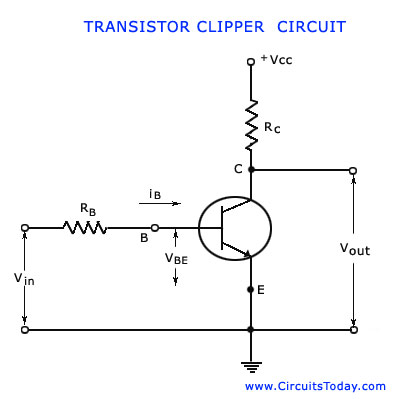 TRANSISTOR CLIPPER CIRCUIT
+Vcc
RC
C
iB
RB
B
VBE
Vin
Vout
E
www.CircuitsToday.com